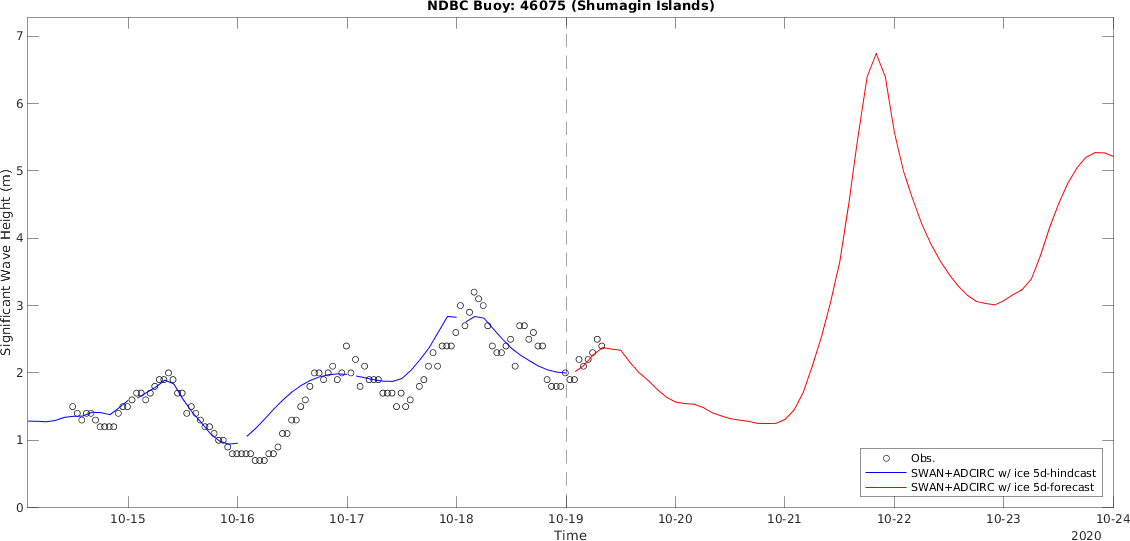 NDBC Buoy: 46075 (Shumagin Islands)
7
6
5
4
3
2
1
0
Significant Wave Height (m)
10-15 10-16 10-17 10-18 10-19 10-20 10-21 10-22 10-23 10-24
Time
2020
Obs.
SWAN+ADCIRC w/ ice 5d-hindcast
SWAN+ADCIRC w/ ice 5d-forecast